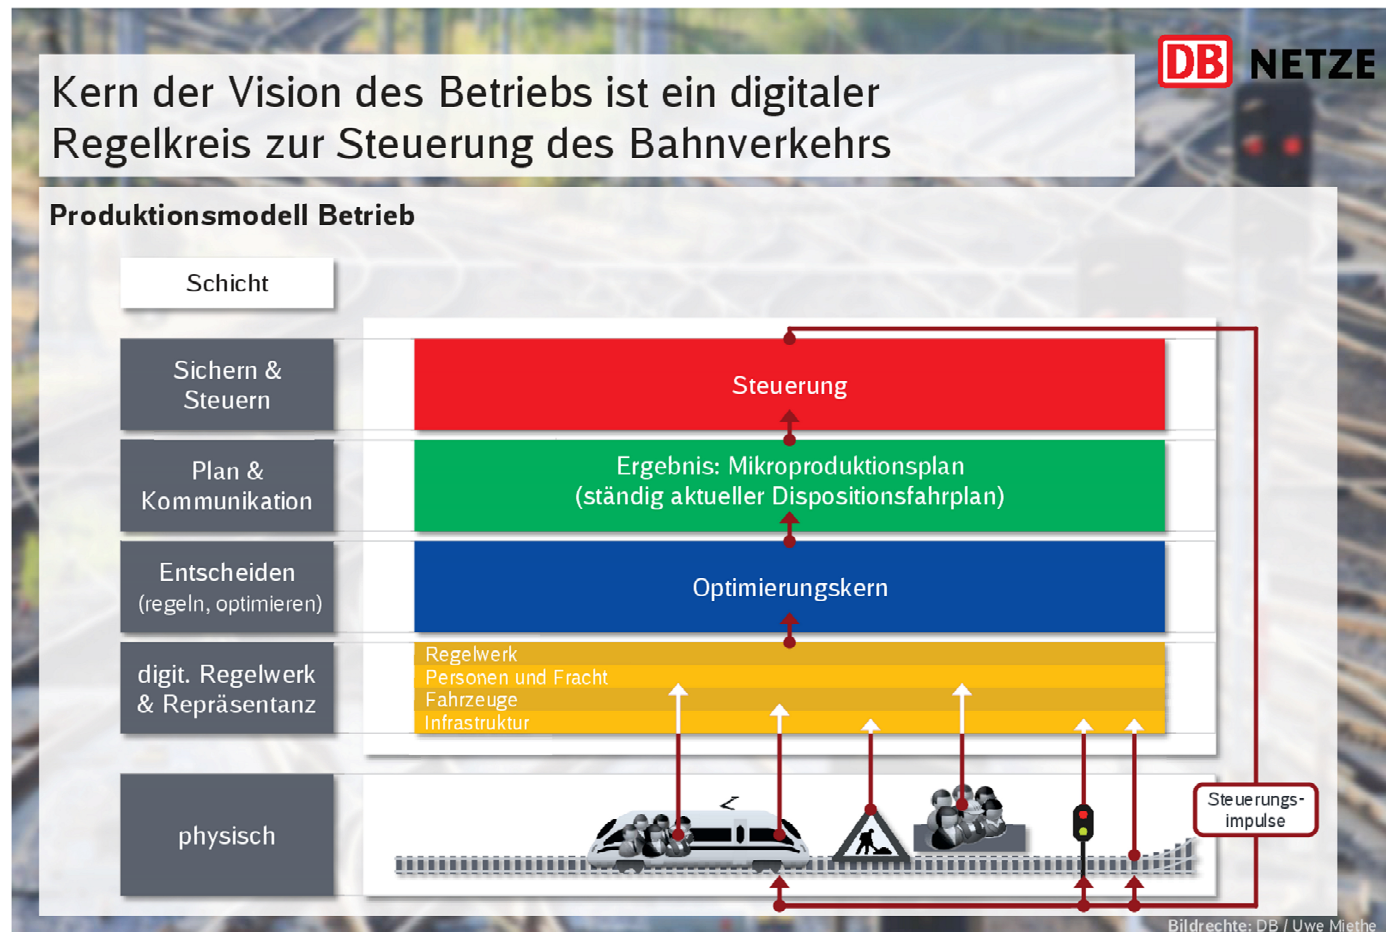 Kern der Vision des Betriebs ist ein digitaler
Regelkreis zur Steuerung des Bahnverkehrs
DB NETZE
Produktionsmodell Betrieb
Schicht
Sichern &
Steuern
Steuerung
Plan &
Kommunikation
Ergebnis: Mikroproduktionsplan
(ständig aktueller Dispositionsfahrplan)
Entscheiden
(regeln, optimieren)
Optimierungskern
digit. Regelwerk
& Repräsentanz
Regelwerk
Personen und Fracht
Fahrzeuge
Infrastruktur
physisch
Steuerungs-
impulse
Bildrechte: DB / Uwe Miethe